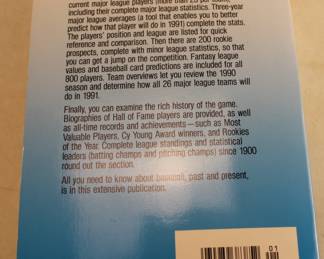 current major league players (more than 25 per team),
including their complete major league statistics. Three-year
major league averages (a tool that enables you to better
predict how that player will do in 1991) complete the stats.
The players' position and league are listed for quick
reference and comparison. Then there are 200 rookie
prospects, complete with minor league statistics, so that
you can get a jump on the competition. Fantasy league
values and baseball card predictions are included for all
800 players. Team overviews let you review the 1990
season and determine how all 26 major league teams will
do in 1991.
Finally, you can examine the rich history of the game.
Biographies of Hall of Fame players are provided, as well
as all-time records and achievements—such as Most
Valuable Players, Cy Young Award winners, and Rookies
of the Year. Complete league standings and statistical
leaders (batting champs and pitching champs) since 1900
round out the section.
All you need to know about baseball, past and present,
is in this extensive publication.
01